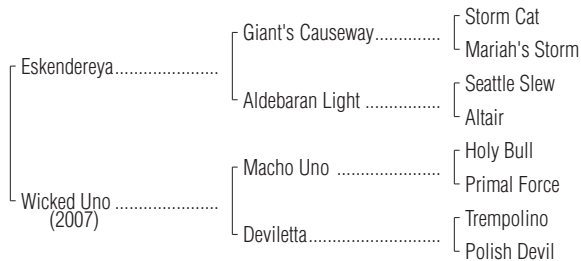 Storm Cat
Giant's Causeway
Mariah's Storm
Eskendereya
Seattle Slew
Aldebaran Light
Altair
Holy Bull
Macho Uno
Primal Force
Wicked Uno
(2007)
Trempolino
Deviletta
Polish Devil